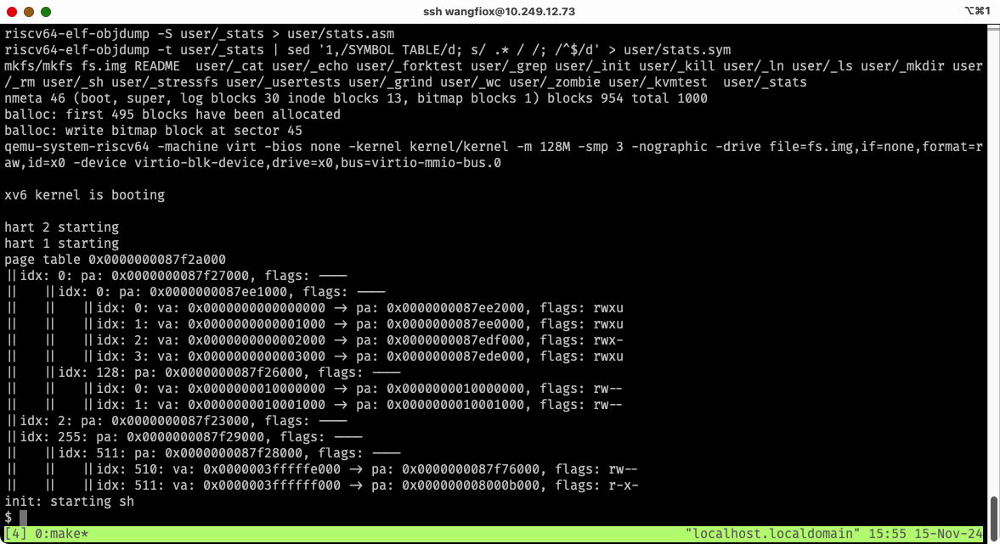 ssh wangfiox@10.249.12.73
⌥⌘1
riscv64-elf-objdump -S user/_stats > user/stats.asm
riscv64-elf-objdump -t user/_stats | sed '1,/SYMBOL TABLE/d; s/ .* / /; /^$/d' > user/stats.sym
mkfs/mkfs fs.img README  user/_cat user/_echo user/_forktest user/_grep user/_init user/_kill user/_ln user/_ls user/_mkdir user
/_rm user/_sh user/_stressfs user/_usertests user/_grind user/_wc user/_zombie user/_kvmtest  user/_stats
nmeta 46 (boot, super, log blocks 30 inode blocks 13, bitmap blocks 1) blocks 954 total 1000
balloc: first 495 blocks have been allocated
balloc: write bitmap block at sector 45
qemu-system-riscv64 -machine virt -bios none -kernel kernel/kernel -m 128M -smp 3 -nographic -drive file=fs.img,if=none,format=r
aw,id=x0 -device virtio-blk-device,drive=x0,bus=virtio-mmio-bus.0
xv6 kernel is booting
hart 2 starting
hart 1 starting
page table 0x0000000087f2a000
||idx: 0: pa: 0x0000000087f27000, flags: ----
||   ||idx: 0: pa: 0x0000000087ee1000, flags: ----
||   ||   ||idx: 0: va: 0x0000000000000000 -> pa: 0x0000000087ee2000, flags: rwxu
||   ||   ||idx: 1: va: 0x0000000000001000 -> pa: 0x0000000087ee0000, flags: rwxu
||   ||   ||idx: 2: va: 0x0000000000002000 -> pa: 0x0000000087edf000, flags: rwx-
||   ||   ||idx: 3: va: 0x0000000000003000 -> pa: 0x0000000087ede000, flags: rwxu
||   ||idx: 128: pa: 0x0000000087f26000, flags: ----
||   ||   ||idx: 0: va: 0x0000000010000000 -> pa: 0x0000000010000000, flags: rw--
||   ||   ||idx: 1: va: 0x0000000010001000 -> pa: 0x0000000010001000, flags: rw--
||idx: 2: pa: 0x0000000087f23000, flags: ----
||idx: 255: pa: 0x0000000087f29000, flags: ----
||   ||idx: 511: pa: 0x0000000087f28000, flags: ----
||   ||   ||idx: 510: va: 0x0000003fffffe000 -> pa: 0x0000000087f76000, flags: rw--
||   ||   ||idx: 511: va: 0x0000003ffffff000 -> pa: 0x000000008000b000, flags: r-x-
init: starting sh
$
[4] 0:make* "localhost.localdomain" 15:55 15-Nov-24